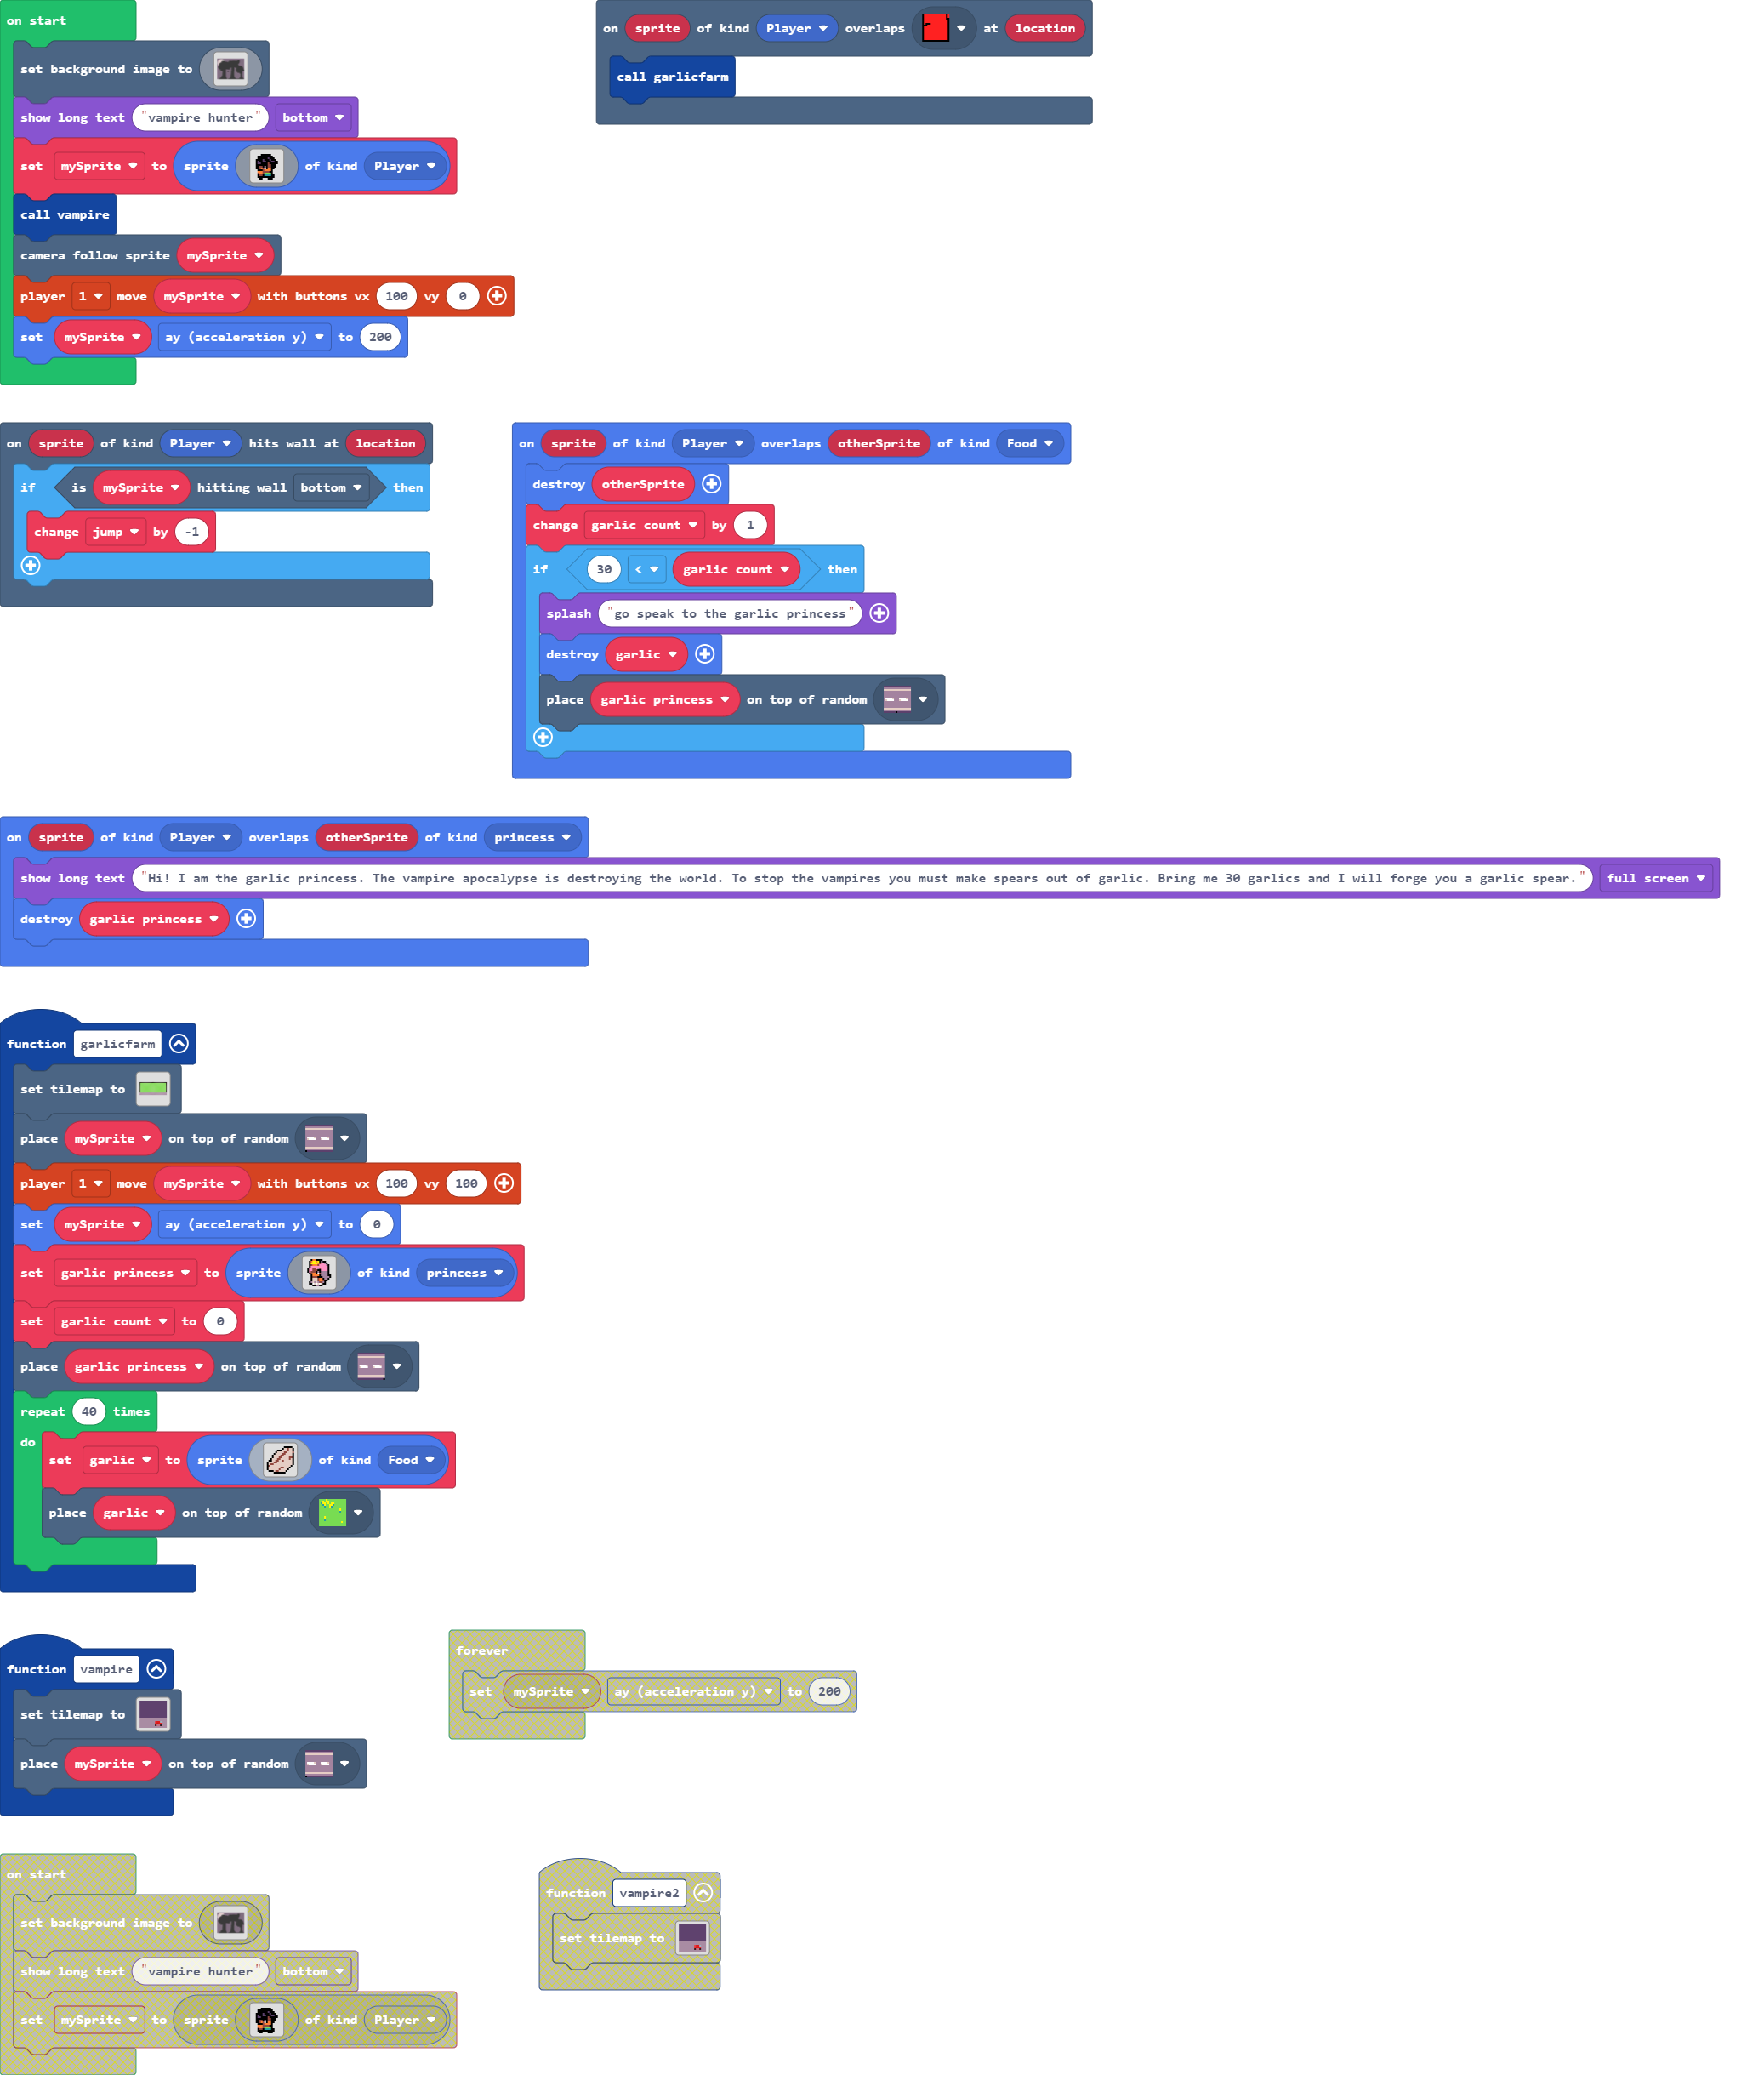 on start
set background image to
show long text "vampire hunter" bottom
set mySprite to sprite of kind Player
call vampire
camera follow sprite mySprite
player 1 move mySprite with buttons vx 100 vy 0
set mySprite ay (acceleration y) to 200
on sprite of kind Player overlaps at location
call garlicfarm
on sprite of kind Player hits wall at location
if is mySprite hitting wall bottom then
change jump by -1
on sprite of kind Player overlaps otherSprite of kind Food
destroy otherSprite
change garlic count by 1
if 30 < garlic count then
splash "go speak to the garlic princess"
destroy garlic
place garlic princess on top of random
on sprite of kind Player overlaps otherSprite of kind princess
show long text "Hi! I am the garlic princess. The vampire apocalypse is destroying the world. To stop the vampires you must make spears out of garlic. Bring me 30 garlics and I will forge you a garlic spear." full screen
destroy garlic princess
function garlicfarm
set tilemap to
place mySprite on top of random
player 1 move mySprite with buttons vx 100 vy 100
set mySprite ay (acceleration y) to 0
set garlic princess to sprite of kind princess
set garlic count to 0
place garlic princess on top of random
repeat 40 times
do
set garlic to sprite of kind Food
place garlic on top of random
function vampire
set tilemap to
place mySprite on top of random
forever
set mySprite ay (acceleration y) to 200
on start
set background image to
show long text "vampire hunter" bottom
set mySprite to sprite of kind Player
function vampire2
set tilemap to